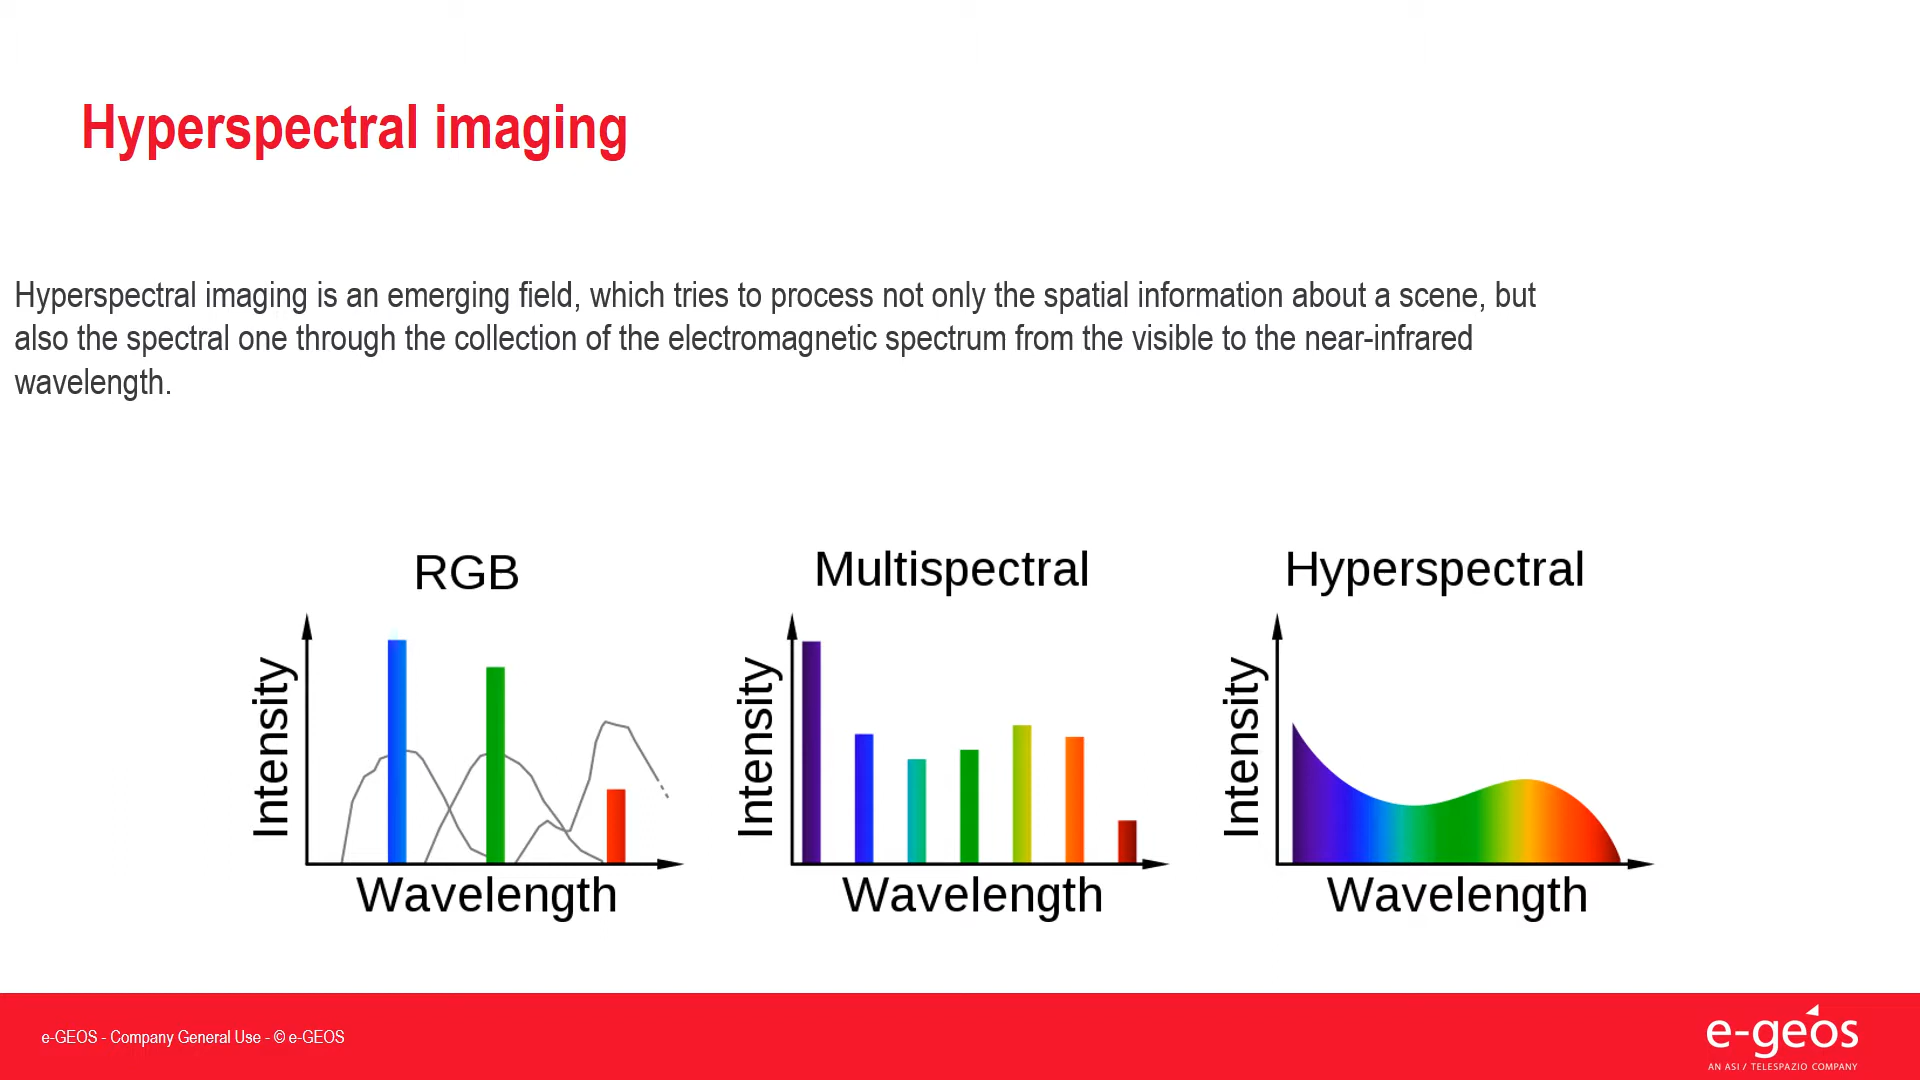 Hyperspectral imaging
Hyperspectral imaging is an emerging field, which tries to process not only the spatial information about a scene, but
also the spectral one through the collection of the electromagnetic spectrum from the visible to the near-infrared
wavelength.
RGB
Intensity
Wavelength
Multispectral
Intensity
Wavelength
Hyperspectral
Intensity
Wavelength
e-GEOS - Company General Use - © e-GEOS
e-geos
AN ASI / TELESPAZIO COMPANY